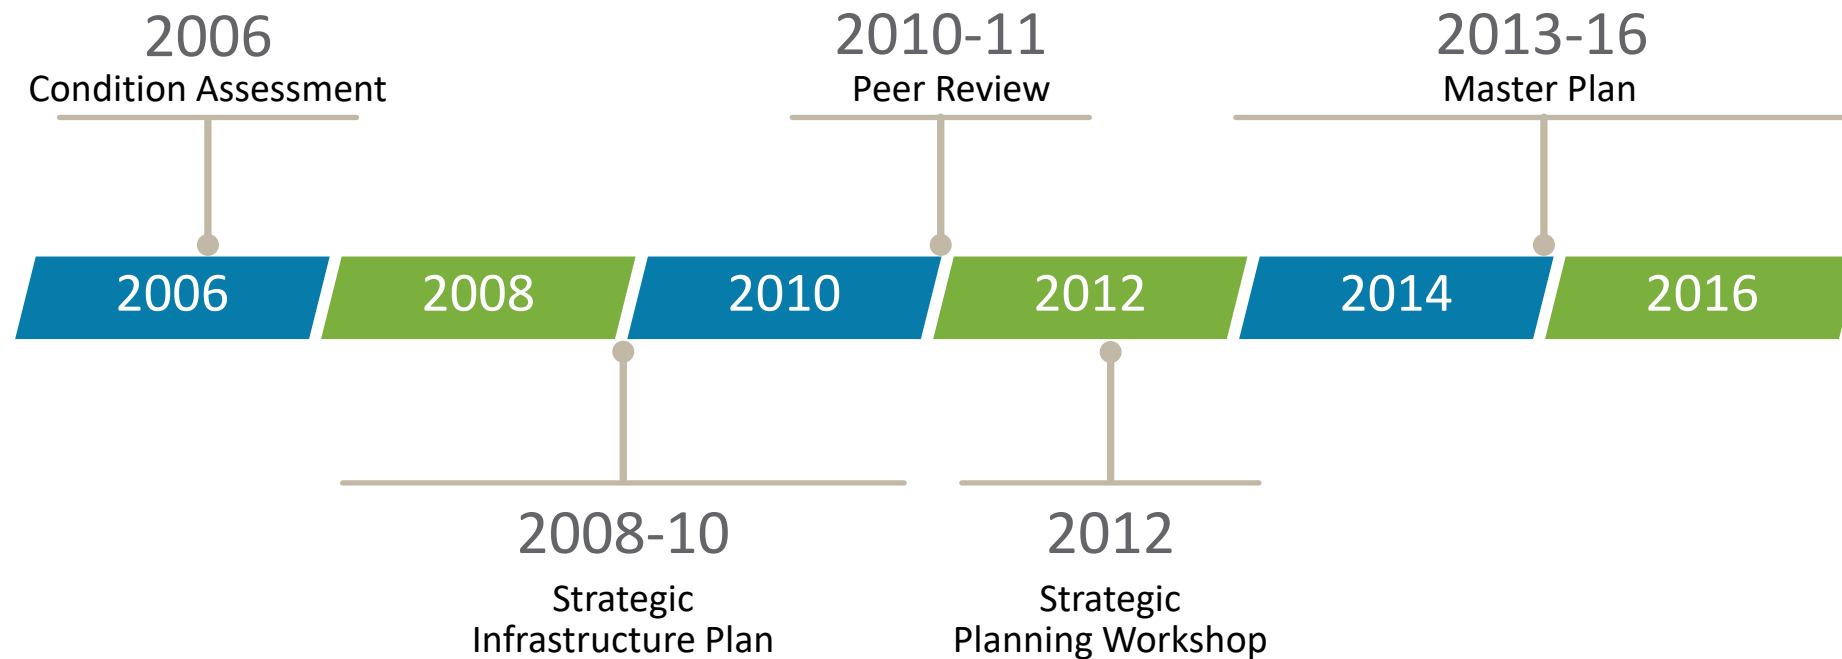 2006
Condition Assessment
2010-11
Peer Review
2013-16
Master Plan
2006
2008
2010
2012
2014
2016
2008-10
Strategic
Infrastructure Plan
2012
Strategic
Planning Workshop